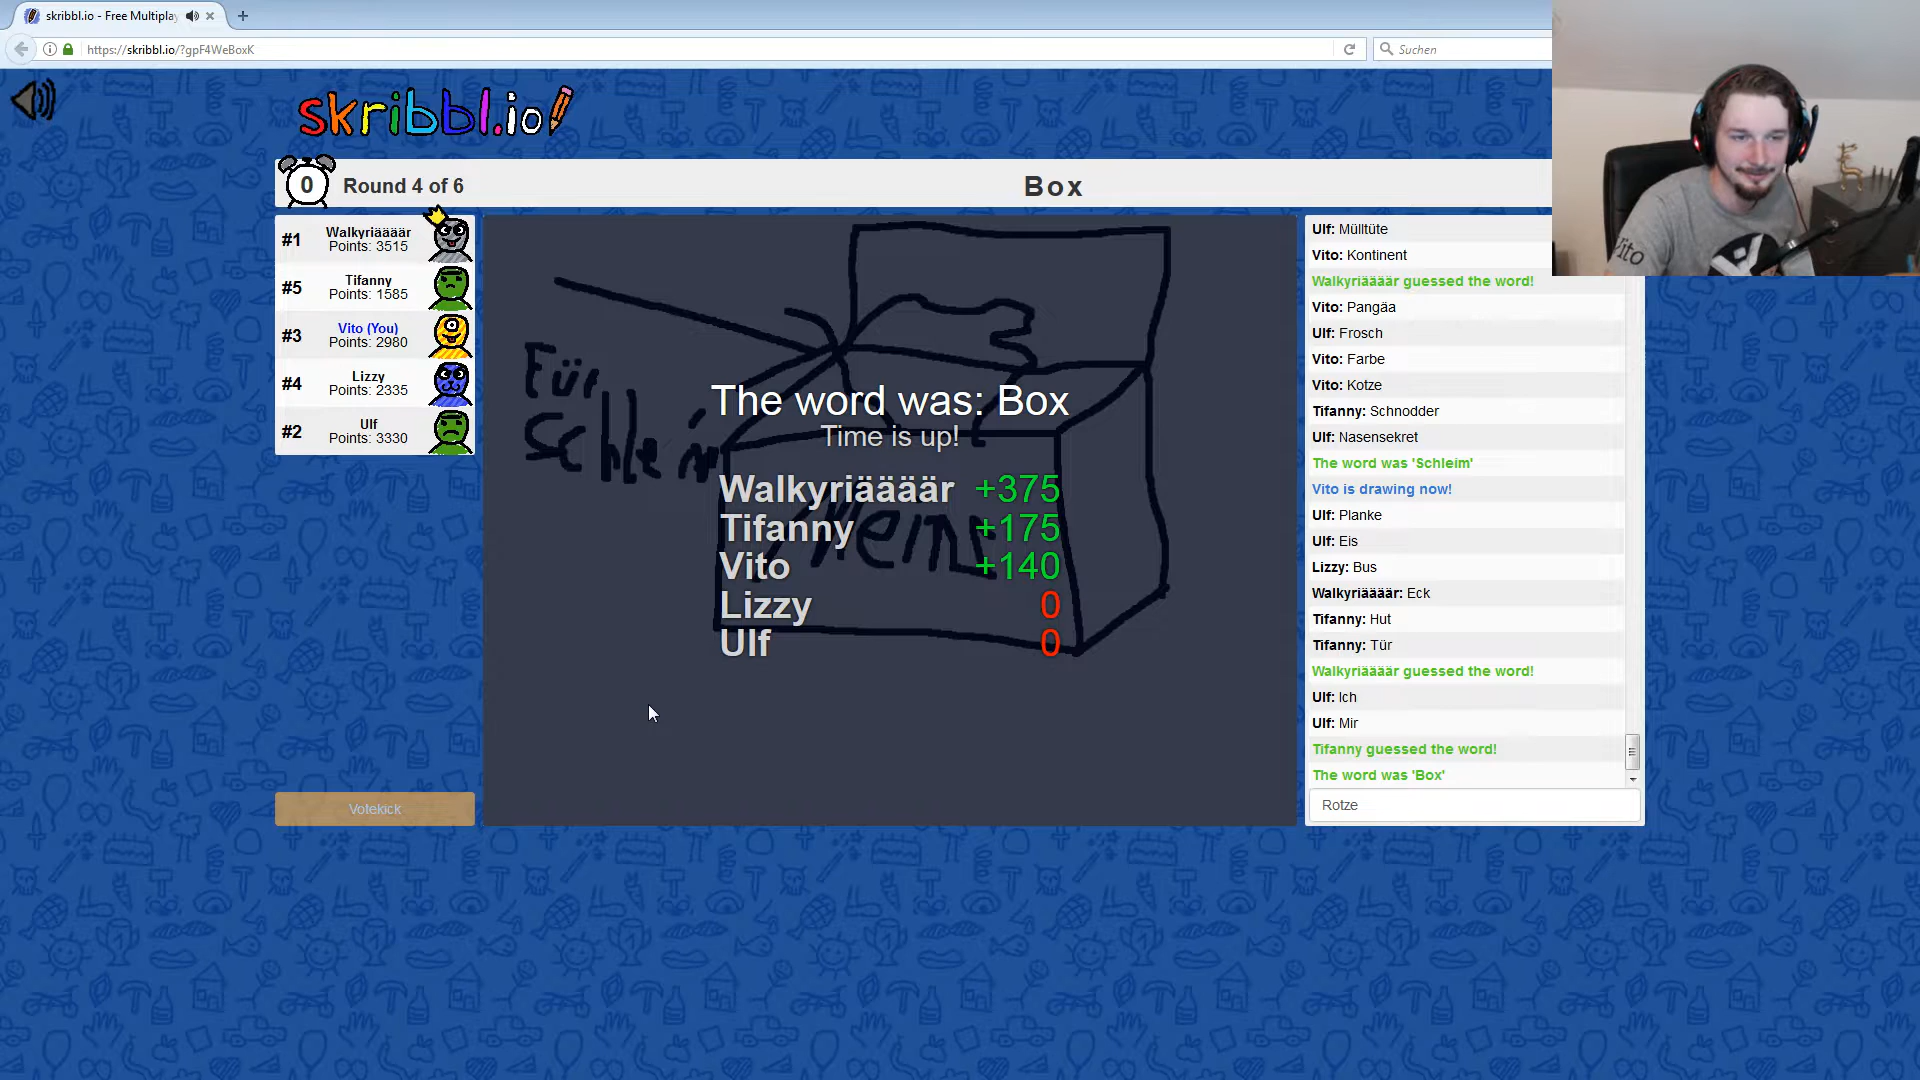 skribbl.io - Free Multipla
https://skribbl.io/?gpF4WeBoxK
Suchen
skribbl.io
0
Round 4 of 6
Box
#1
Walkyriäääär
Points: 3515
#5
Tifanny
Points: 1585
#3
Vito (You)
Points: 2980
#4
Lizzy
Points: 2335
#2
Ulf
Points: 3330
Votekick
Für
Schleim
The word was: Box
Time is up!
Walkyriäääär +375
Tifanny +175
Vito +140
Lizzy 0
Ulf 0
Ulf: Mülltüte
Vito: Kontinent
Walkyriäääär guessed the word!
Vito: Pangäa
Ulf: Frosch
Vito: Farbe
Vito: Kotze
Tifanny: Schnodder
Ulf: Nasensekret
The word was 'Schleim'
Vito is drawing now!
Ulf: Planke
Ulf: Eis
Lizzy: Bus
Walkyriäääär: Eck
Tifanny: Hut
Tifanny: Tür
Walkyriäääär guessed the word!
Ulf: Ich
Ulf: Mir
Tifanny guessed the word!
The word was 'Box'
Rotze
Vito